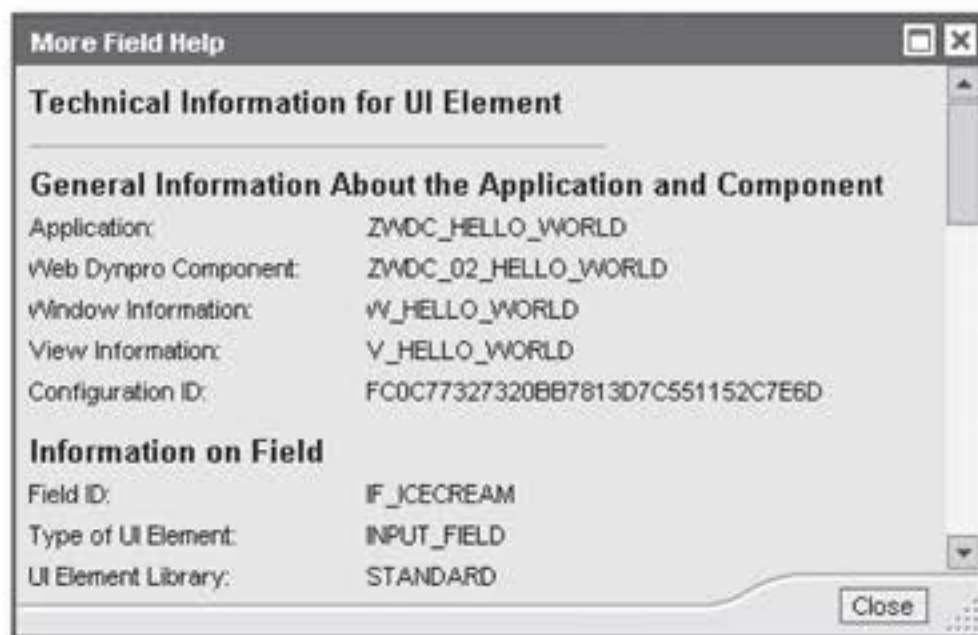 More Field Help
Technical Information for UI Element
General Information About the Application and Component
Application: ZWDC_HELLO_WORLD
Web Dynpro Component: ZWDC_02_HELLO_WORLD
Window Information: W_HELLO_WORLD
View Information: V_HELLO_WORLD
Configuration ID: FC0C77327320BB7813D7C551152C7E6D
Information on Field
Field ID: IF_ICECREAM
Type of UI Element: INPUT_FIELD
UI Element Library: STANDARD
Close